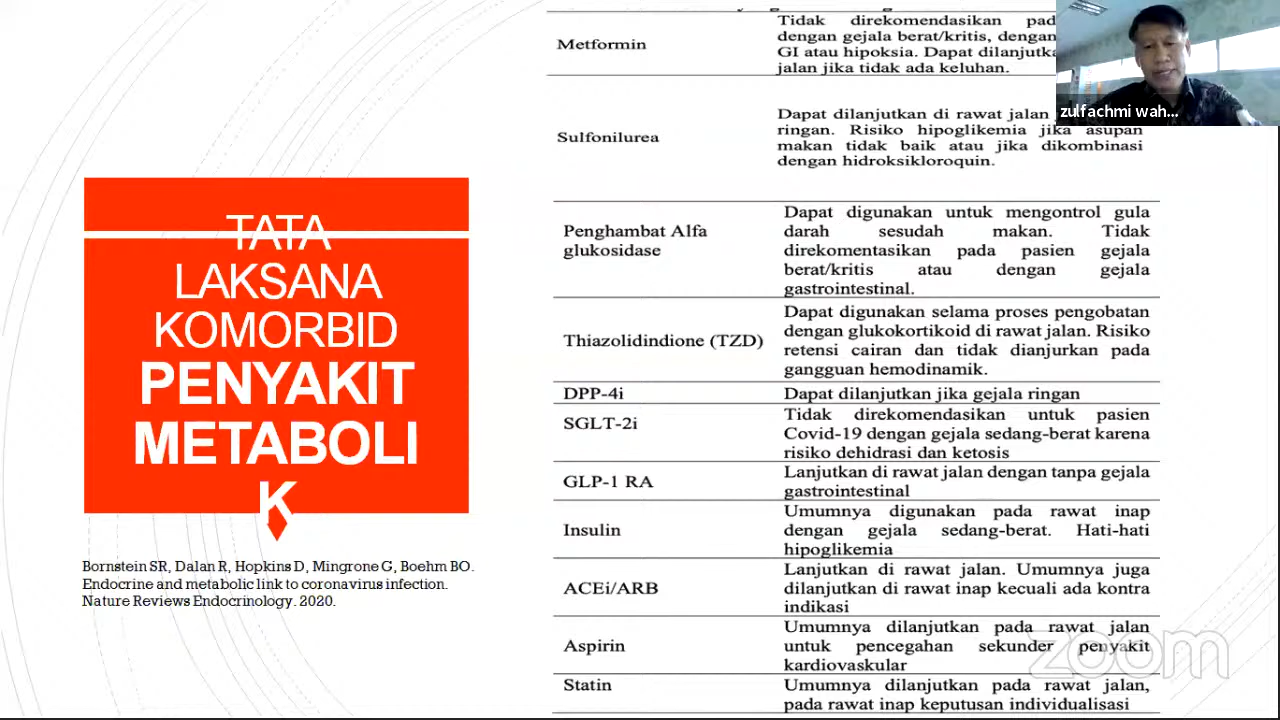 TATA
LAKSANA
KOMORBID
PENYAKIT
METABOLI
K
Bornstein SR, Dalan R, Hopkins D, Mingrone G, Boehm BO.
Endocrine and metabolic link to coronavirus infection.
Nature Reviews Endocrinology. 2020.
Metformin
Tidak direkomendasikan
dengan gejala berat/kritis, dengan
GI atau hipoksia. Dapat
jalan jika tidak ada keluhan.
Sulfonilurea
Dapat dilanjutkan di rawat jalan
ringan. Risiko hipoglikemia jika asupan
makan tidak baik atau jika dikombinasi
dengan hidroksikloroquin.
Penghambat Alfa
glukosidase
Dapat digunakan untuk mengontrol gula
darah sesudah makan. Tidak
direkomentasikan pada pasien gejala
berat/kritis atau dengan gejala
gastrointestinal.
Thiazolidindione (TZD)
Dapat digunakan selama proses pengobatan
dengan glukokortikoid di rawat jalan. Risiko
retensi cairan dan tidak dianjurkan pada
gangguan hemodinamik.
DPP-4i
Dapat dilanjutkan jika gejala ringan
SGLT-2i
Tidak direkomendasikan untuk pasien
Covid-19 dengan gejala sedang-berat karena
risiko dehidrasi dan ketosis
GLP-1 RA
Lanjutkan di rawat jalan dengan tanpa gejala
gastrointestinal
Insulin
Umumnya digunakan pada rawat inap
dengan gejala sedang-berat. Hati-hati
hipoglikemia
ACEi/ARB
Lanjutkan di rawat jalan. Umumnya juga
dilanjutkan di rawat inap kecuali ada kontra
indikasi
Aspirin
Umumnya dilanjutkan pada rawat jalan
untuk pencegahan sekunder penyakit
kardiovaskular
Statin
Umumnya dilanjutkan pada rawat jalan,
pada rawat inap keputusan individualisasi
zulfachmi wah...
zoom